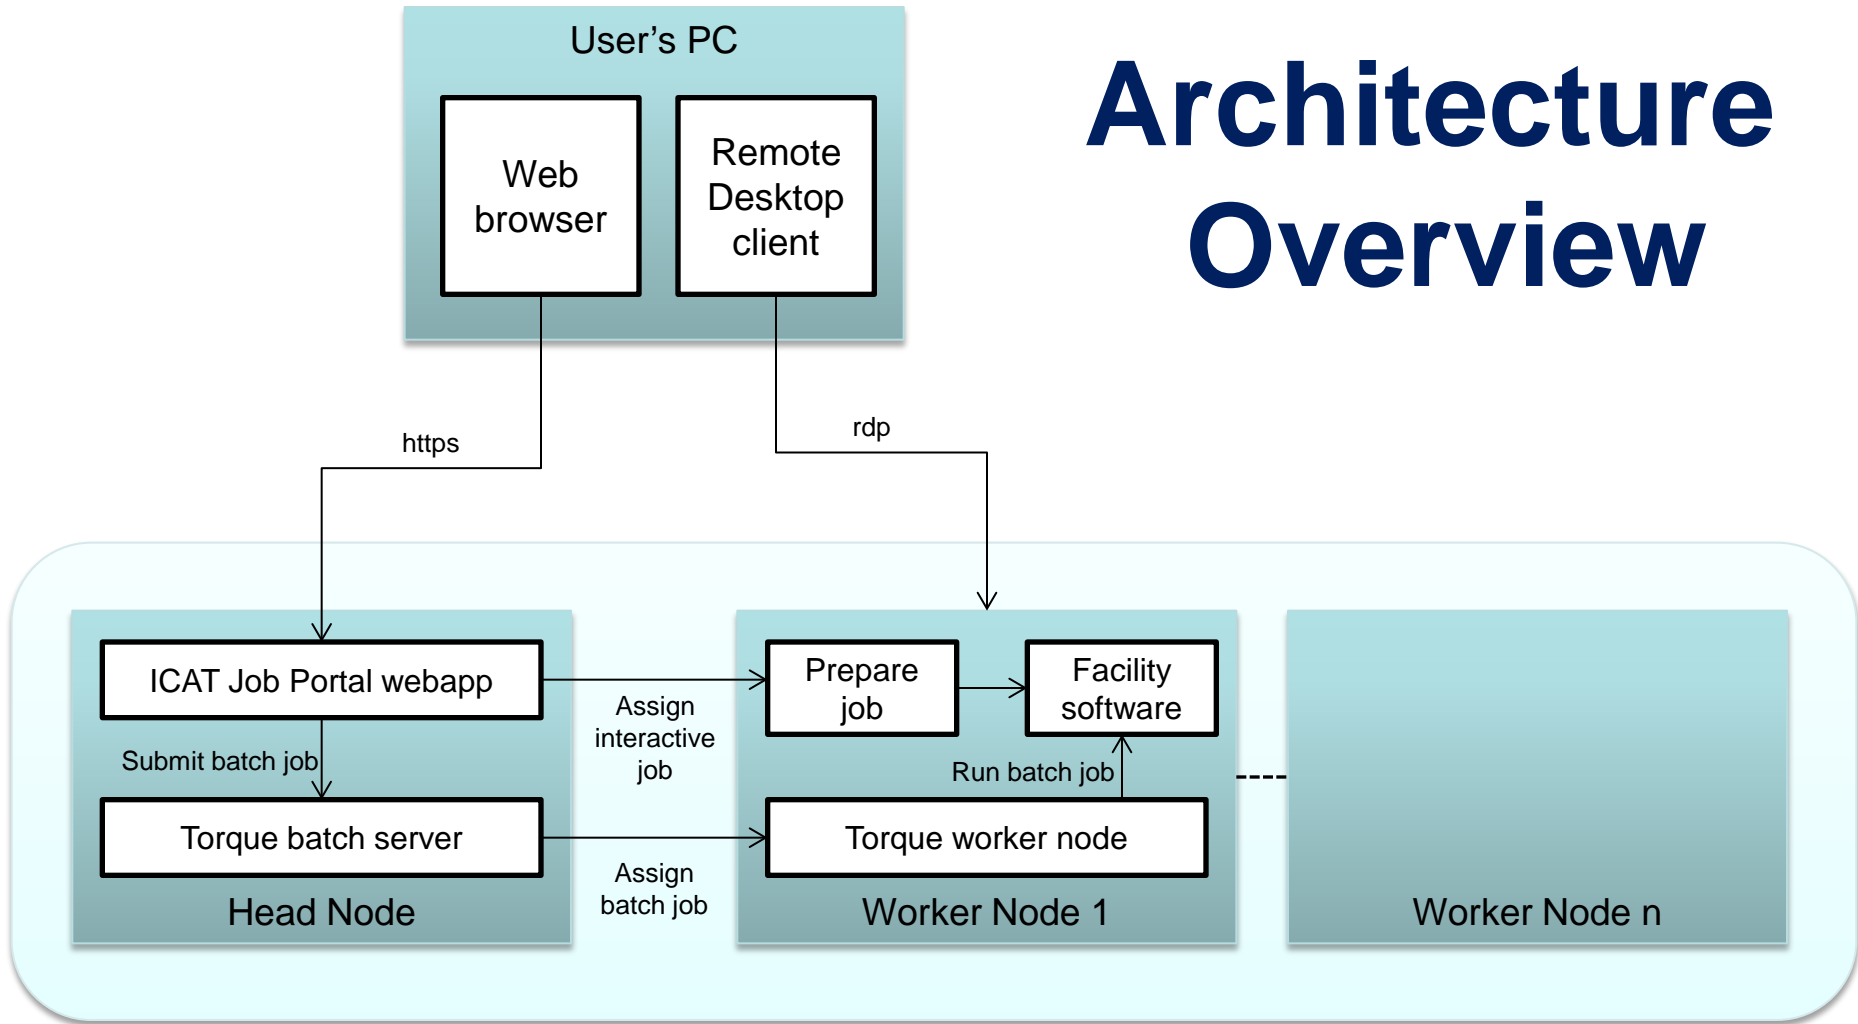 User’s PC
Architecture
Overview
Web
browser
Remote
Desktop
client
https
rdp
ICAT Job Portal webapp
Assign
interactive
job
Prepare
job
Facility
software
Submit batch job
Run batch job
Torque batch server
Assign
batch job
Torque worker node
Head Node
Worker Node 1
Worker Node n